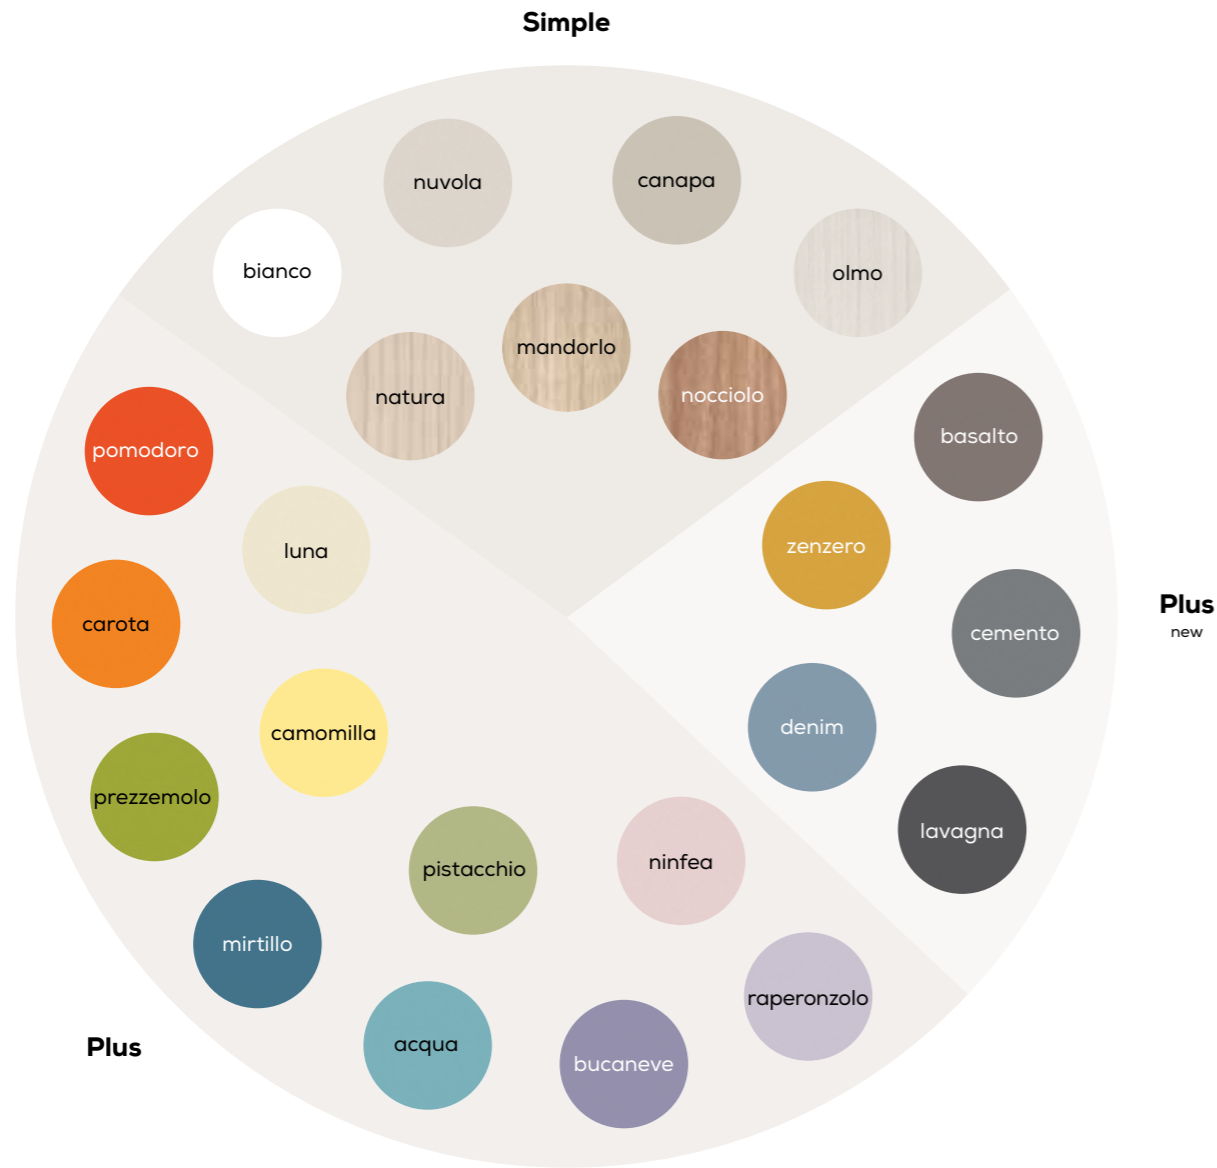 Simple
nuvola
canapa
bianco
olmo
mandorlo
natura
nocciolo
pomodoro
basalto
luna
zenzero
carota
cemento
Plus
new
camomilla
denim
prezzemolo
lavagna
pistacchio
ninfea
mirtillo
raperonzolo
Plus
acqua
bucaneve